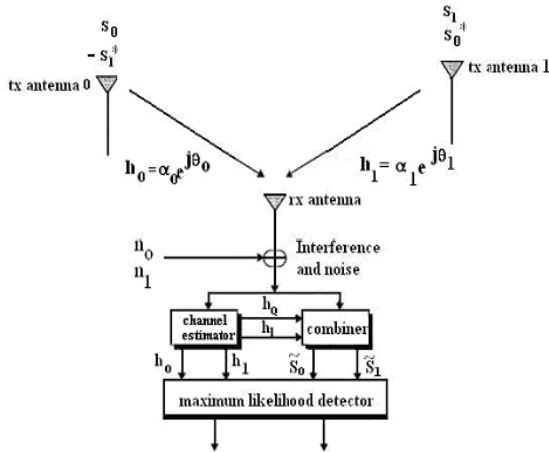 s₀ s₁
- s₁* s₀*
tx antenna 0 tx antenna 1
h₀ = α₀e^jθ₀ h₁ = α₁e^jθ₁
rx antenna
n₀ Interference
n₁ and noise
h₀
channel combiner
estimator h₁
h₀ h₁ s̃₀ s̃₁
maximum likelihood detector